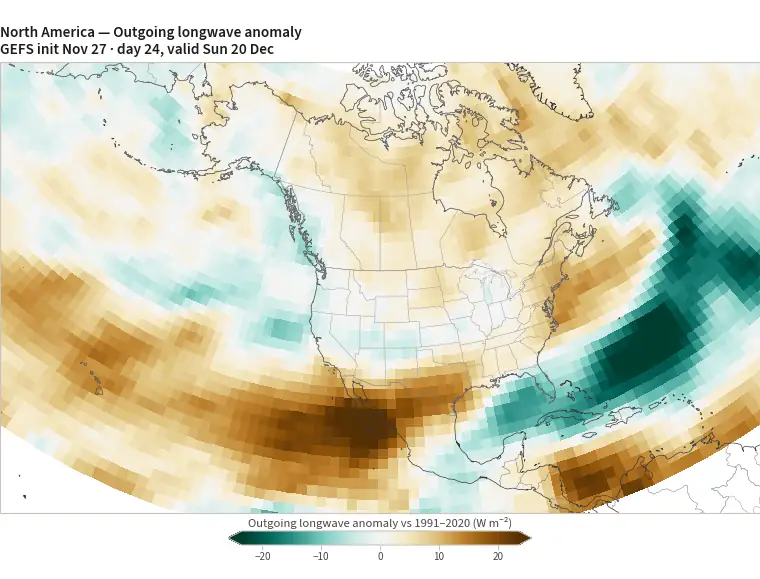 North America — Outgoing longwave anomaly
GEFS init Nov 27 · day 24, valid Sun 20 Dec
Outgoing longwave anomaly vs 1991–2020 (W m⁻²)
−20 −10 0 10 20